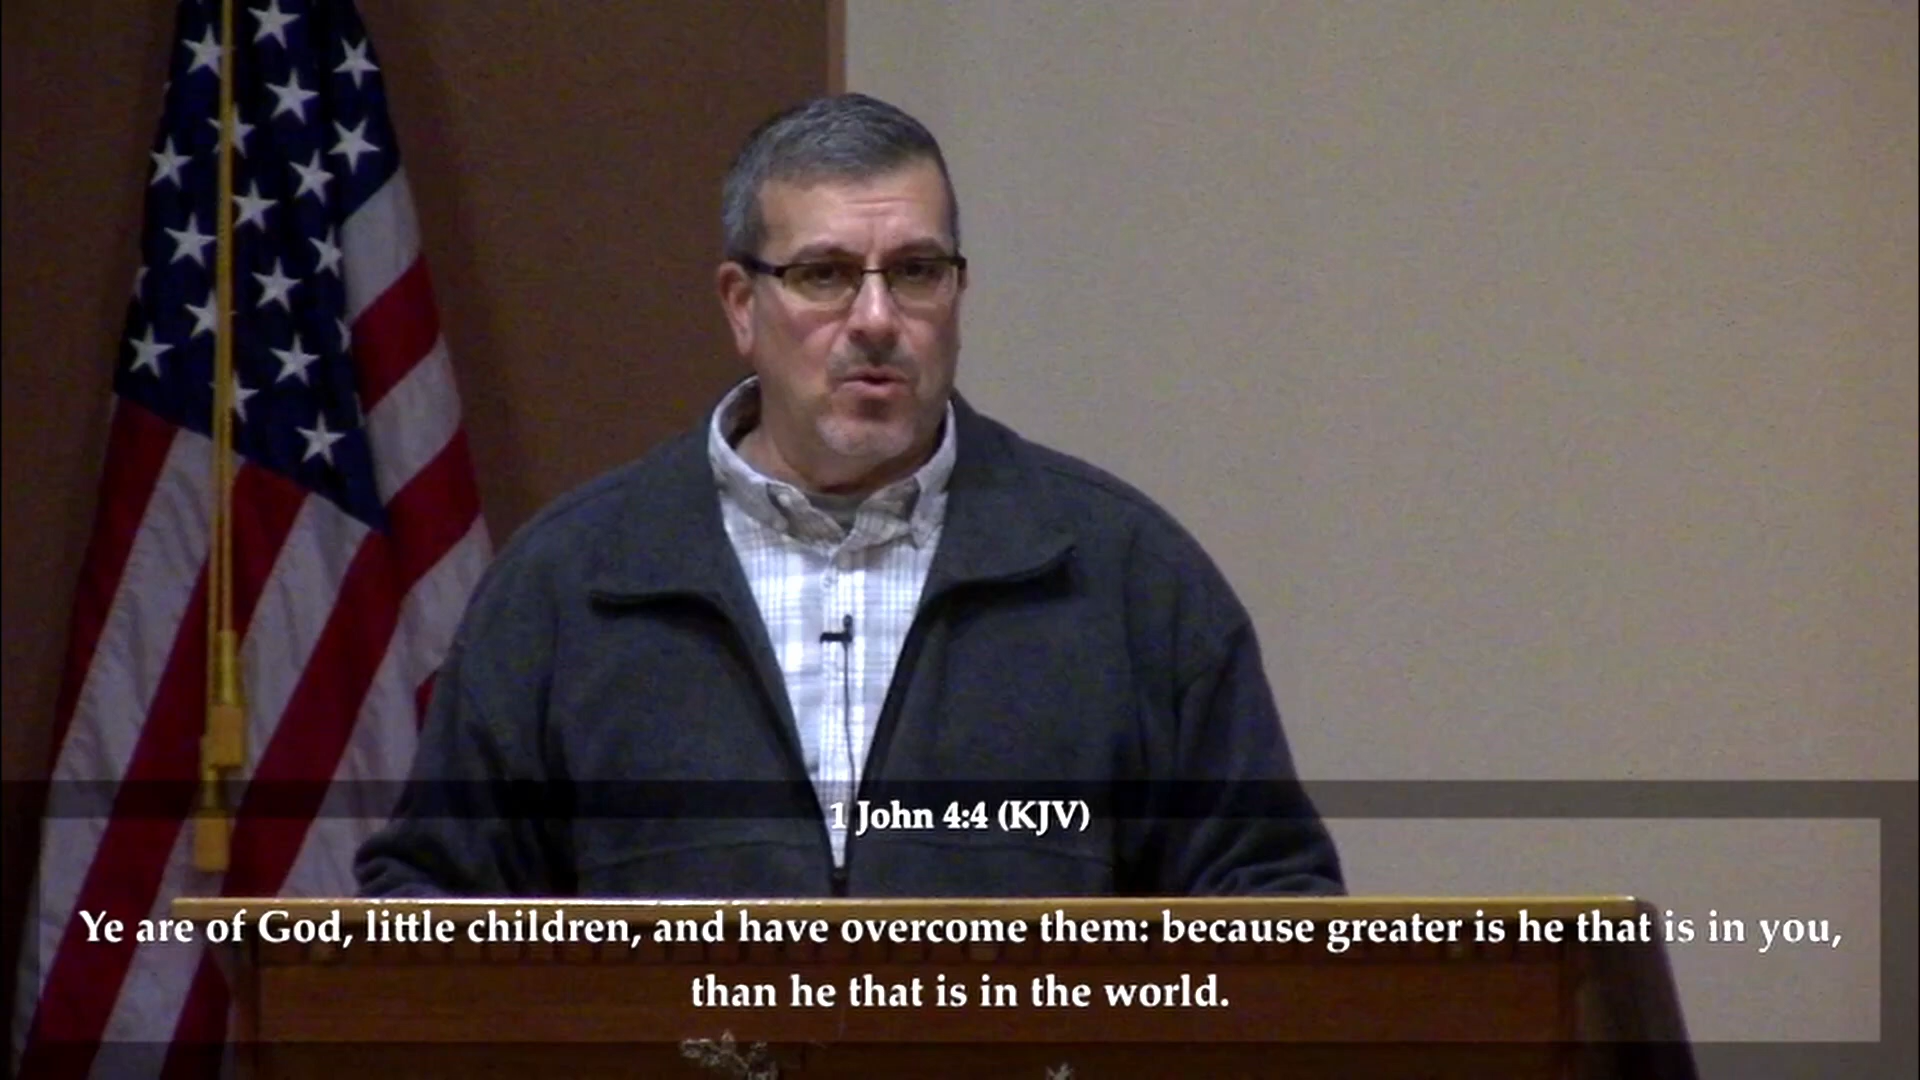 1 John 4:4 (KJV)
Ye are of God, little children, and have overcome them: because greater is he that is in you,
than he that is in the world.